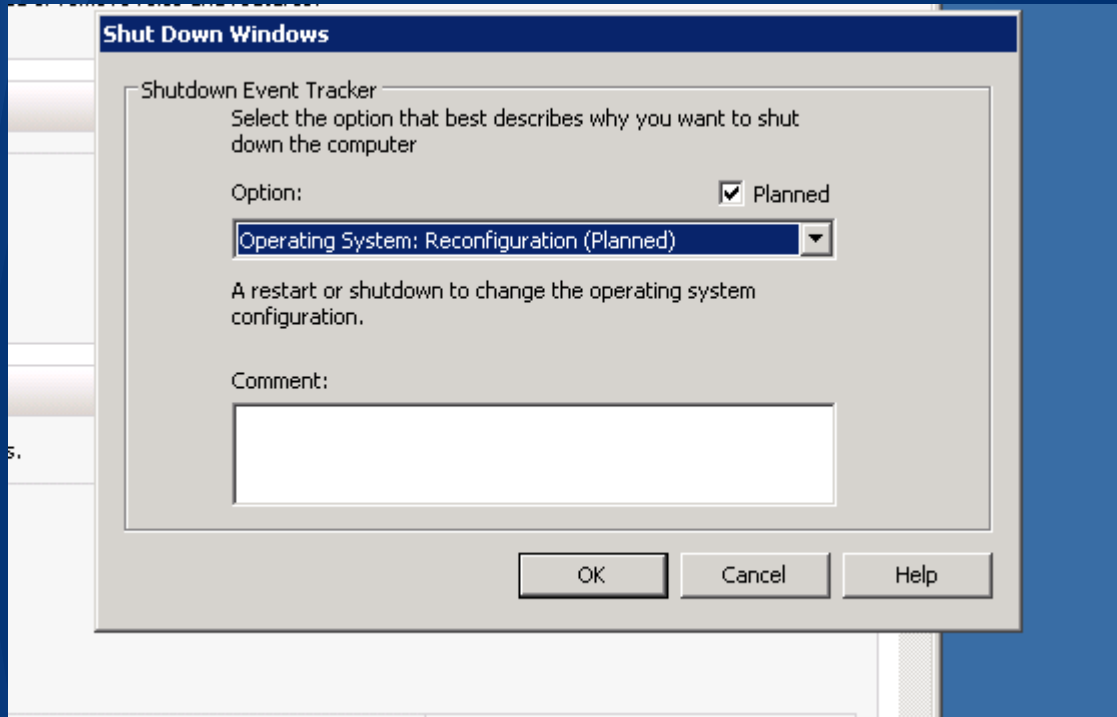 Shut Down Windows
Shutdown Event Tracker
Select the option that best describes why you want to shut
down the computer
Option:
Planned
Operating System: Reconfiguration (Planned)
A restart or shutdown to change the operating system
configuration.
Comment:
s.
OK
Cancel
Help